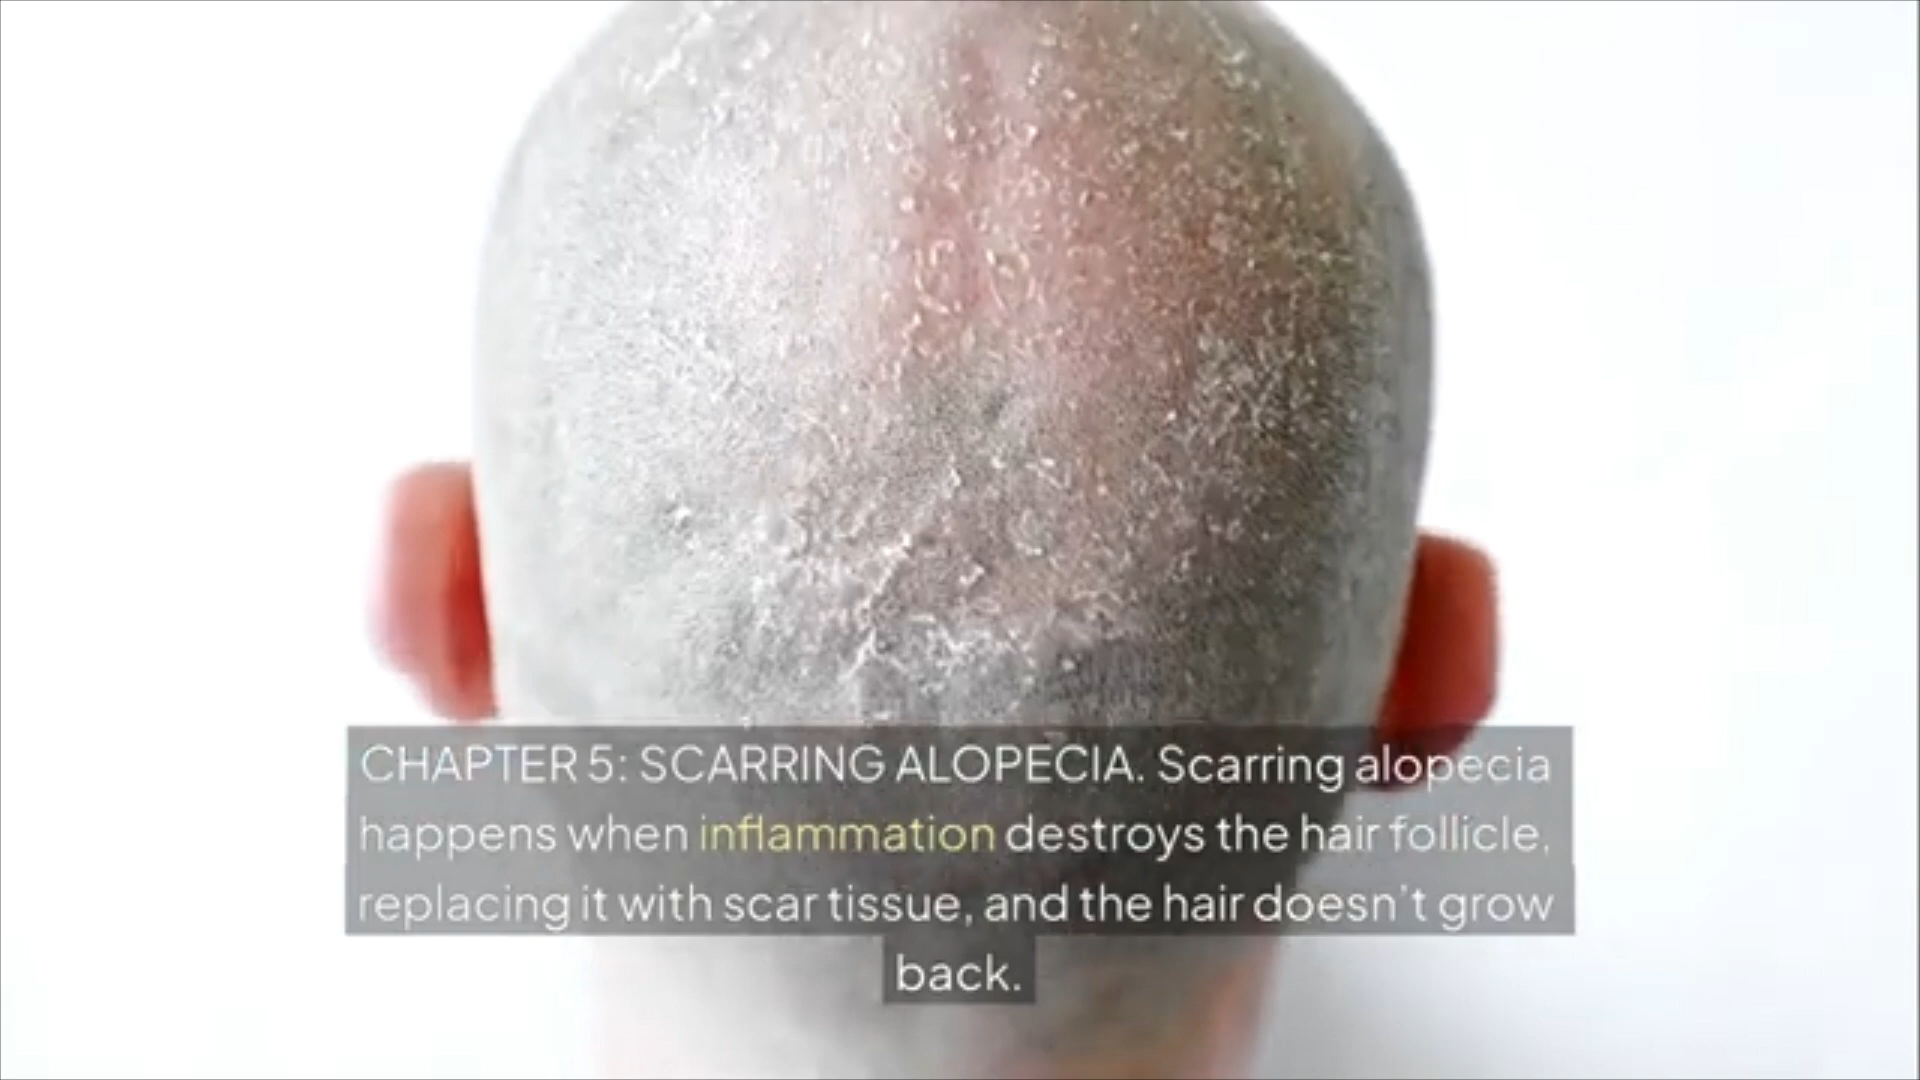 CHAPTER 5: SCARRING ALOPECIA. Scarring alopecia
happens when inflammation destroys the hair follicle,
replacing it with scar tissue, and the hair doesn't grow
back.